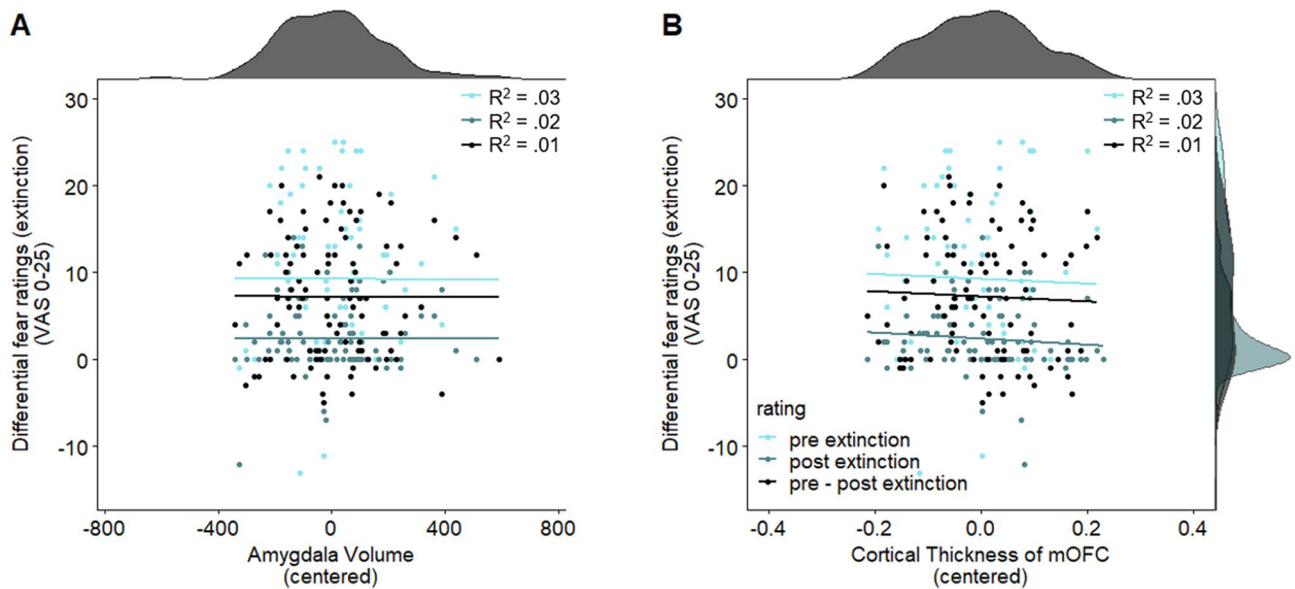 A
B
30
20
10
0
-10
Differential fear ratings (extinction)
(VAS 0-25)
R² = .03
R² = .02
R² = .01
-800
-400
0
400
800
Amygdala Volume
(centered)
30
20
10
0
-10
Differential fear ratings (extinction)
(VAS 0-25)
R² = .03
R² = .02
R² = .01
rating
pre extinction
post extinction
pre - post extinction
-0.4
-0.2
0.0
0.2
0.4
Cortical Thickness of mOFC
(centered)